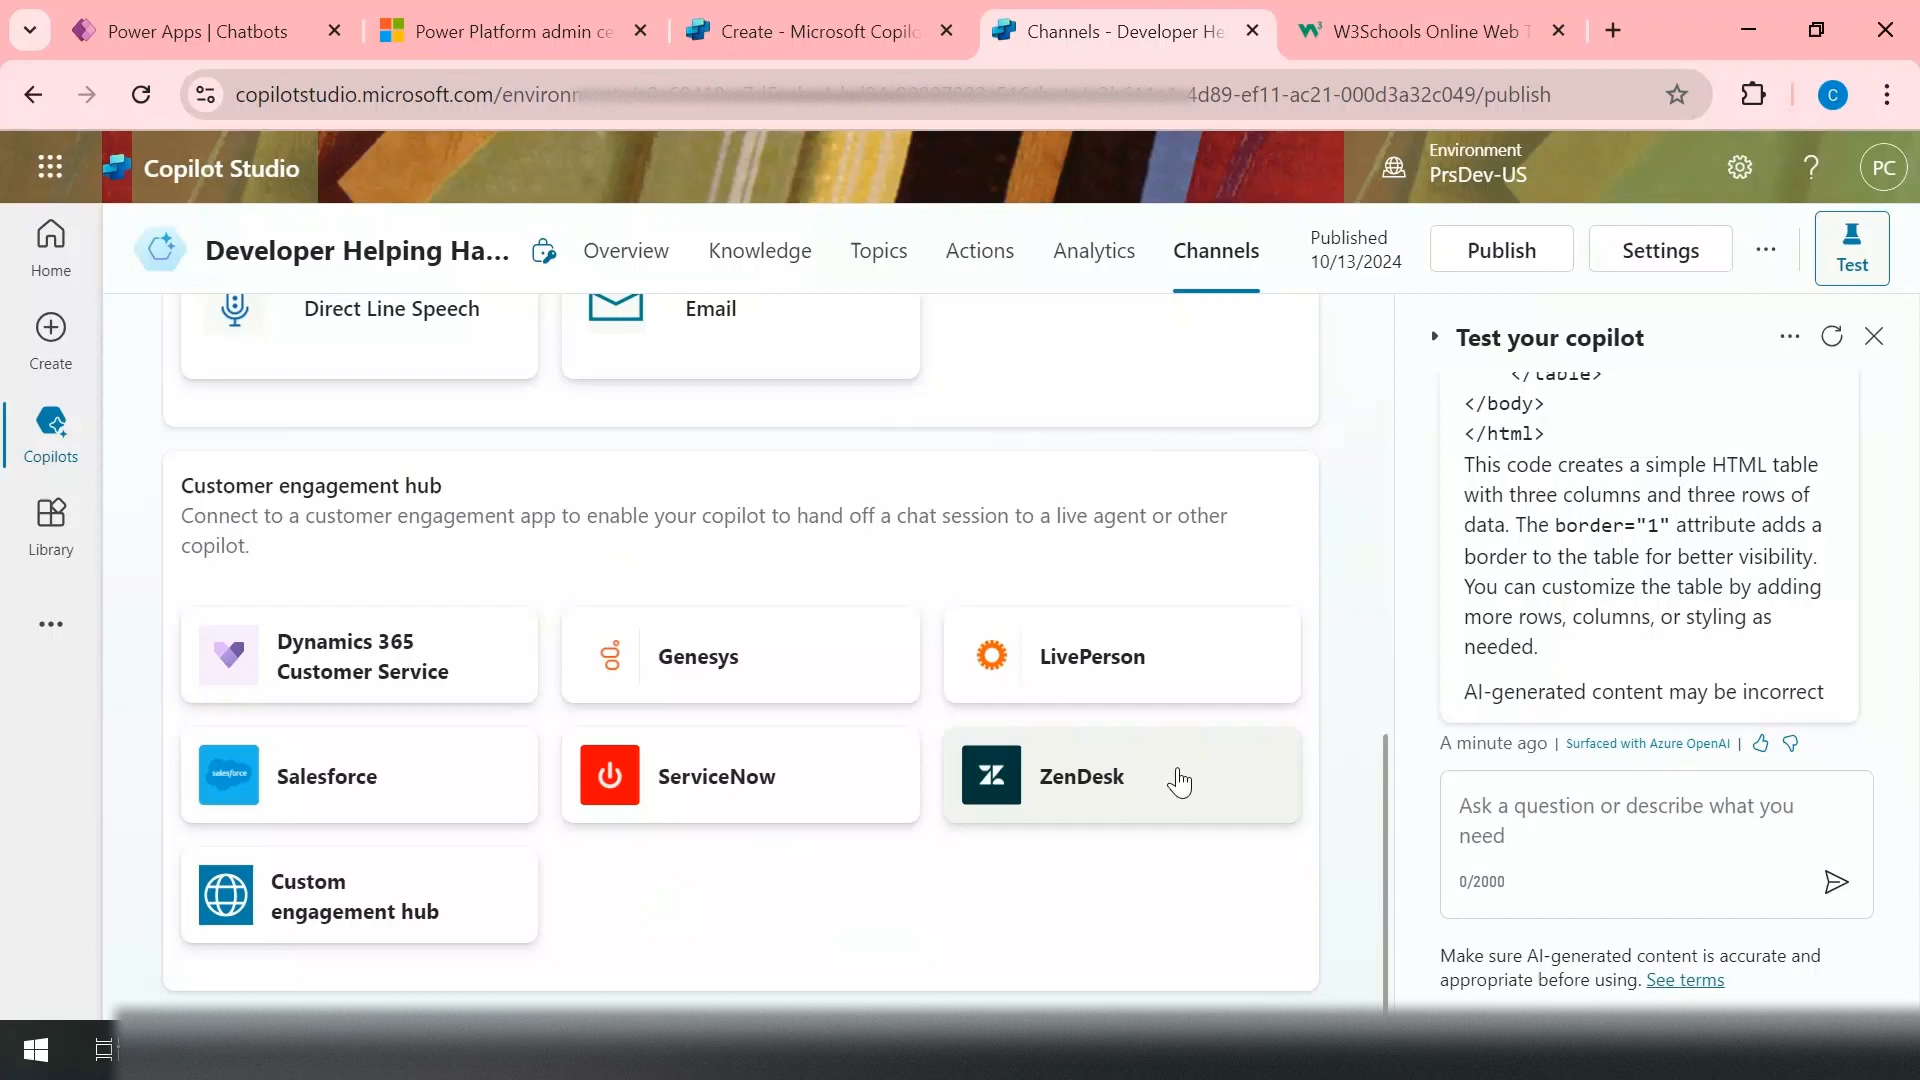 Power Apps | Chatbots
Power Platform admin ce
Create - Microsoft Copil
Channels - Developer He
W3Schools Online Web T
copilotstudio.microsoft.com/environ
4d89-ef11-ac21-000d3a32c049/publish
C
Copilot Studio
Environment
PrsDev-US
PC
Home
Create
Copilots
Library
Developer Helping Ha...
Overview
Knowledge
Topics
Actions
Analytics
Channels
Published
10/13/2024
Publish
Settings
Test
Direct Line Speech
Email
Customer engagement hub
Connect to a customer engagement app to enable your copilot to hand off a chat session to a live agent or other
copilot.
Dynamics 365
Customer Service
Genesys
LivePerson
salesforce
Salesforce
ServiceNow
ZenDesk
Custom
engagement hub
Test your copilot
</table>
</body>
</html>
This code creates a simple HTML table
with three columns and three rows of
data. The border="1" attribute adds a
border to the table for better visibility.
You can customize the table by adding
more rows, columns, or styling as
needed.
AI-generated content may be incorrect
A minute ago | Surfaced with Azure OpenAI |
Ask a question or describe what you
need
0/2000
Make sure AI-generated content is accurate and
appropriate before using. See terms